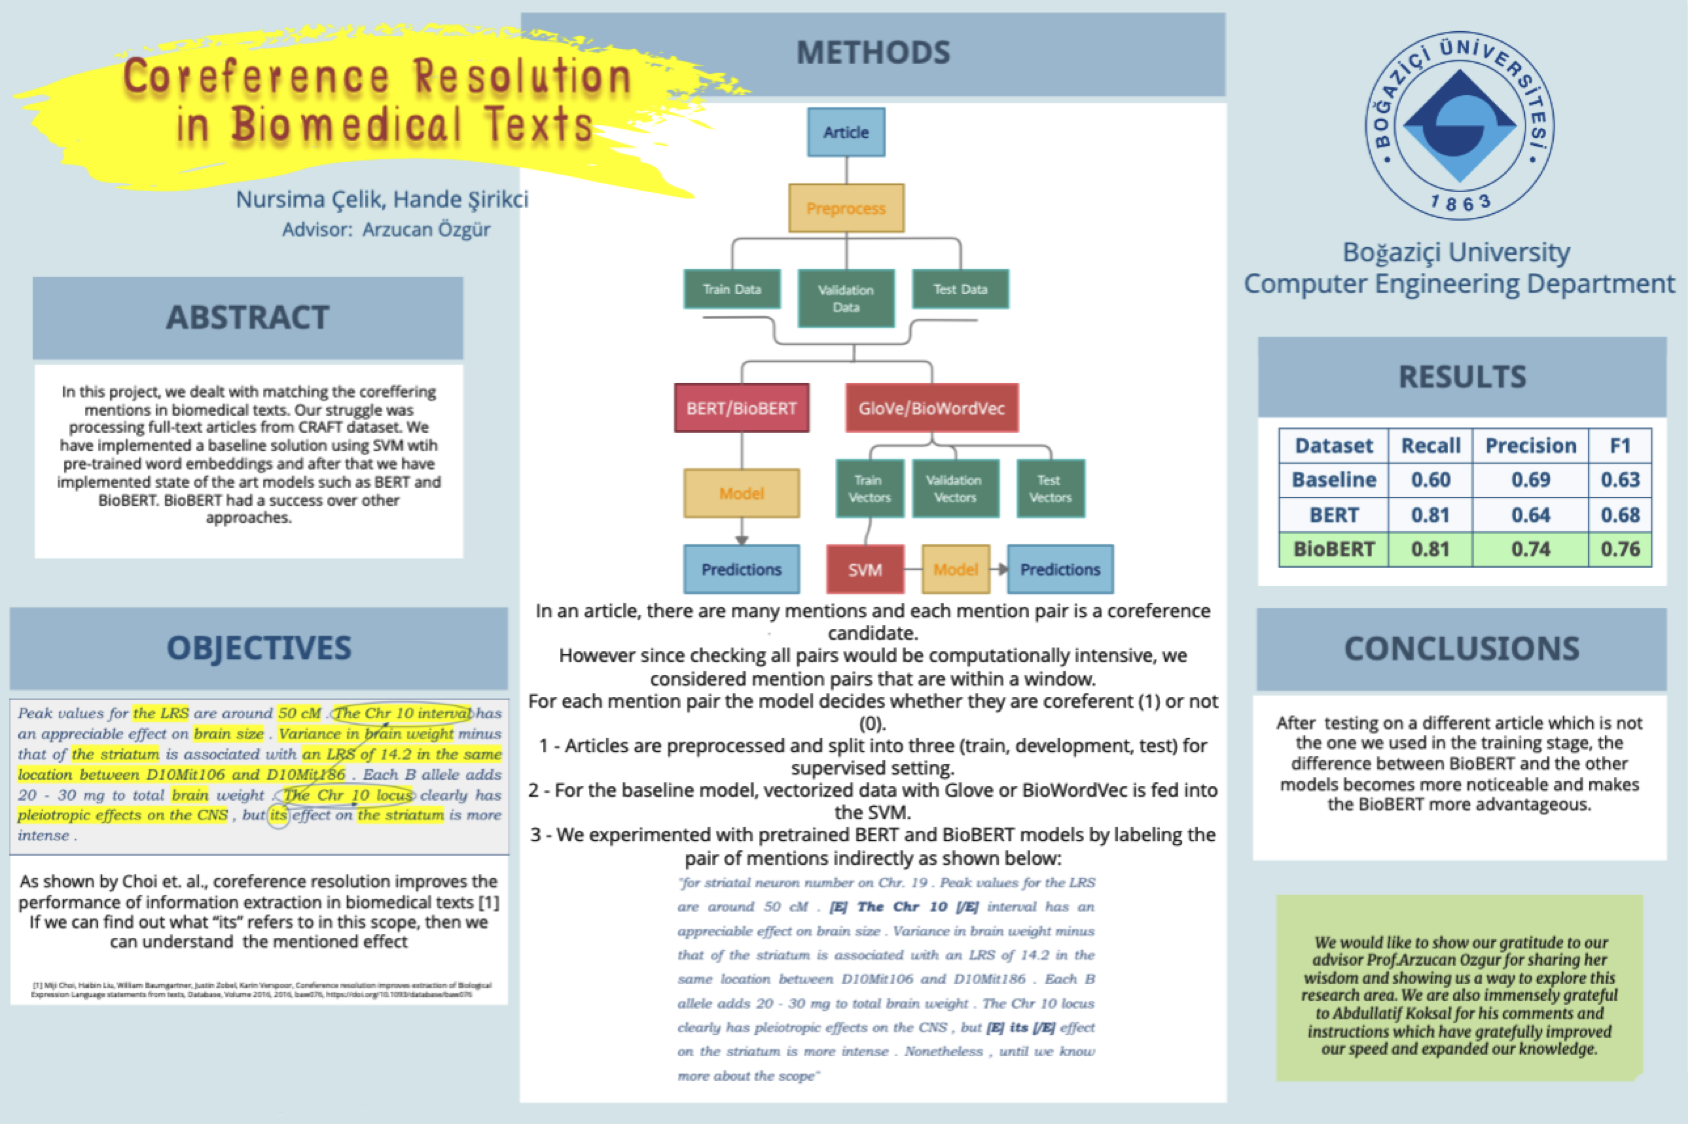 Coreference Resolution
in Biomedical Texts
Nursima Çelik, Hande Şirikci
Advisor: Arzucan Özgür
ABSTRACT
In this project, we dealt with matching the coreffering
mentions in biomedical texts. Our struggle was
processing full-text articles from CRAFT dataset. We
have implemented a baseline solution using SVM wtih
pre-trained word embeddings and after that we have
implemented state of the art models such as BERT and
BioBERT. BioBERT had a success over other
approaches.
OBJECTIVES
Peak values for the LRS are around 50 cM . The Chr 10 interval has
an appreciable effect on brain size . Variance in brain weight minus
that of the striatum is associated with an LRS of 14.2 in the same
location between D10Mit106 and D10Mit186 . Each B allele adds
20 - 30 mg to total brain weight . The Chr 10 locus clearly has
pleiotropic effects on the CNS , but its effect on the striatum is more
intense .
As shown by Choi et. al., coreference resolution improves the
performance of information extraction in biomedical texts [1]
If we can find out what “its” refers to in this scope, then we
can understand the mentioned effect
[1] Miji Choi, Haibin Liu, William Baumgartner, Justin Zobel, Karin Verspoor, Coreference resolution improves extraction of Biological
Expression Language statements from texts, Database, Volume 2016, 2016, baw076, https://doi.org/10.1093/database/baw076
METHODS
Article
Preprocess
Train Data
Validation
Data
Test Data
BERT/BioBERT
GloVe/BioWordVec
Model
Train
Vectors
Validation
Vectors
Test
Vectors
Predictions
SVM
Model
Predictions
In an article, there are many mentions and each mention pair is a coreference
candidate.
However since checking all pairs would be computationally intensive, we
considered mention pairs that are within a window.
For each mention pair the model decides whether they are coreferent (1) or not
(0).
1 - Articles are preprocessed and split into three (train, development, test) for
supervised setting.
2 - For the baseline model, vectorized data with Glove or BioWordVec is fed into
the SVM.
3 - We experimented with pretrained BERT and BioBERT models by labeling the
pair of mentions indirectly as shown below:
"for striatal neuron number on Chr. 19 . Peak values for the LRS
are around 50 cM . [E] The Chr 10 [/E] interval has an
appreciable effect on brain size . Variance in brain weight minus
that of the striatum is associated with an LRS of 14.2 in the
same location between D10Mit106 and D10Mit186 . Each B
allele adds 20 - 30 mg to total brain weight . The Chr 10 locus
clearly has pleiotropic effects on the CNS , but [E] its [/E] effect
on the striatum is more intense . Nonetheless , until we know
more about the scope"
BOĞAZİÇİ ÜNİVERSİTESİ
1863
Boğaziçi University
Computer Engineering Department
RESULTS
Dataset Recall Precision F1
Baseline 0.60 0.69 0.63
BERT 0.81 0.64 0.68
BioBERT 0.81 0.74 0.76
CONCLUSIONS
After testing on a different article which is not
the one we used in the training stage, the
difference between BioBERT and the other
models becomes more noticeable and makes
the BioBERT more advantageous.
We would like to show our gratitude to our
advisor Prof.Arzucan Ozgur for sharing her
wisdom and showing us a way to explore this
research area. We are also immensely grateful
to Abdullatif Koksal for his comments and
instructions which have gratefully improved
our speed and expanded our knowledge.